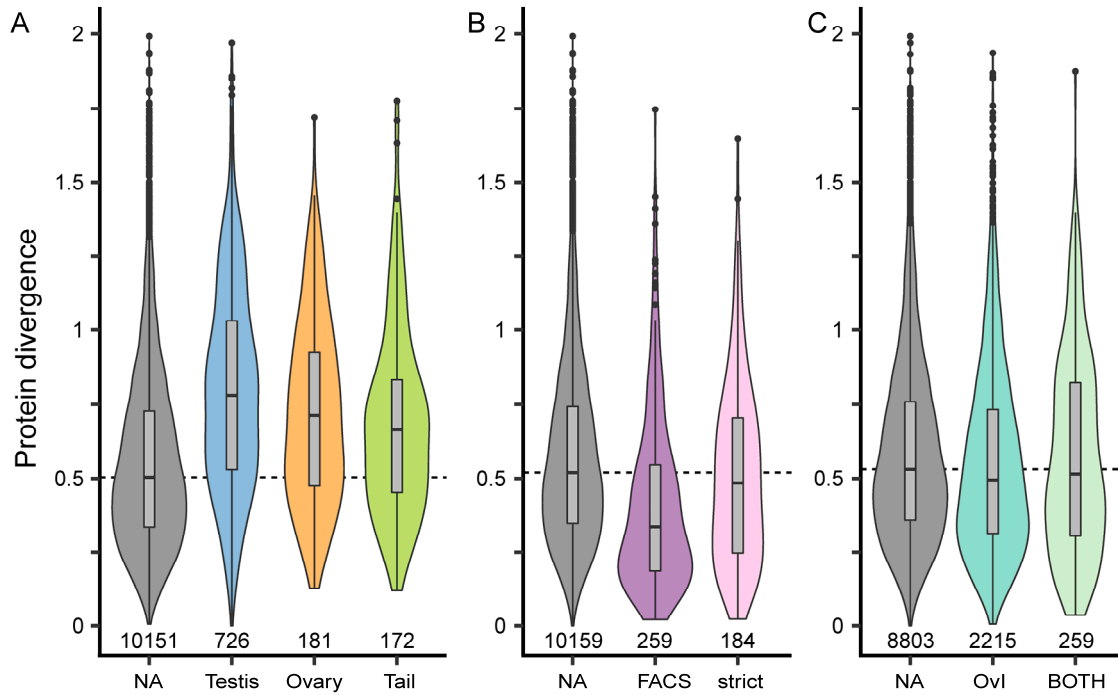 A
Protein divergence
2
1.5
1
0.5
0
10151 726 181 172
NA Testis Ovary Tail
B
2
1.5
1
0.5
0
10159 259 184
NA FACS strict
C
2
1.5
1
0.5
0
8803 2215 259
NA OvI BOTH